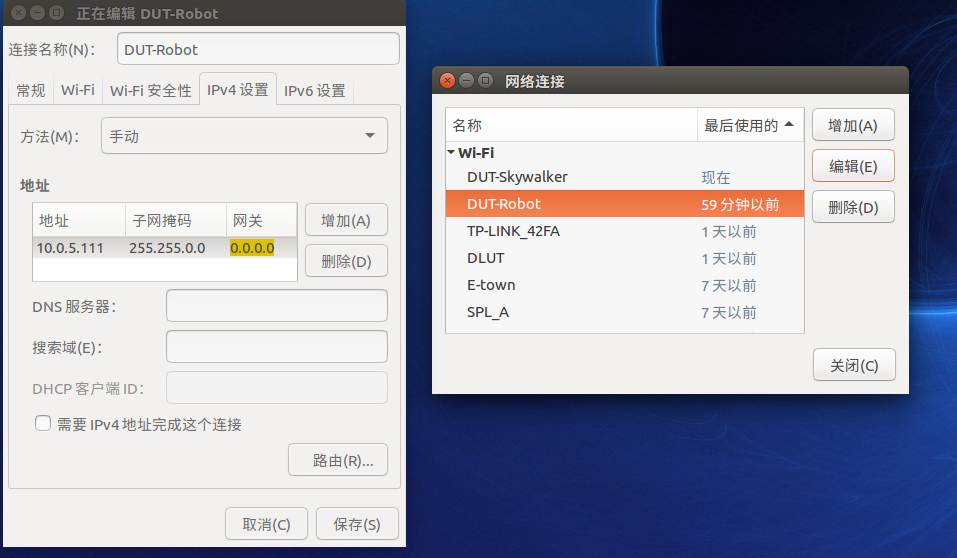 正在编辑 DUT-Robot
连接名称(N)： DUT-Robot
常规 Wi-Fi Wi-Fi 安全性 IPv4 设置 IPv6 设置
方法(M)： 手动
地址
地址 子网掩码 网关
10.0.5.111 255.255.0.0 0.0.0.0
增加(A)
删除(D)
DNS 服务器：
搜索域(E)：
DHCP 客户端 ID：
需要 IPv4 地址完成这个连接
路由(R)...
取消(C) 保存(S)
网络连接
名称 最后使用的
Wi-Fi
DUT-Skywalker 现在
DUT-Robot 59 分钟以前
TP-LINK_42FA 1 天以前
DLUT 1 天以前
E-town 7 天以前
SPL_A 7 天以前
增加(A)
编辑(E)
删除(D)
关闭(C)